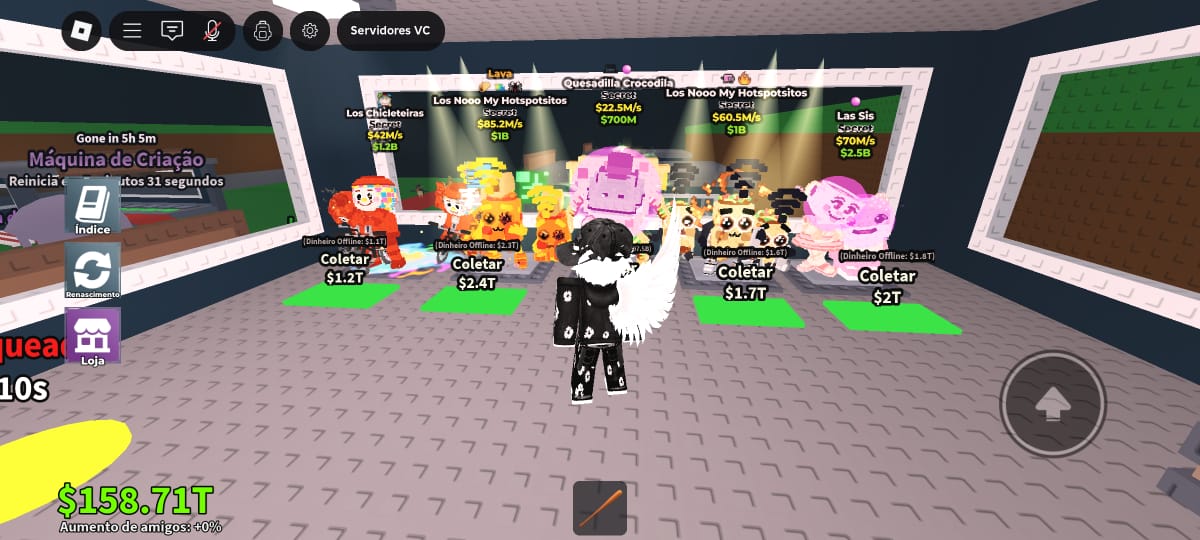 Servidores VC
Gone in 5h 5m
Máquina de Criação
Índice
Renascimento
Loja
10s
$158.71T
Aumento de amigos: +0%
Los Chicleteiras
Secret
$42M/s
$1.2B
Lava
Los Nooo My Hotspotsitos
Secret
$85.2M/s
$1B
Quesadilla Crocodila
Secret
$22.5M/s
$700M
Los Nooo My Hotspotsitos
Secret
$60.5M/s
$1B
Las Sis
Secret
$70M/s
$2.5B
(Dinheiro Offline: $1.1T)
Coletar
$1.2T
(Dinheiro Offline: $2.3T)
Coletar
$2.4T
(Dinheiro Offline: $1.6T)
Coletar
$1.7T
(Dinheiro Offline: $1.8T)
Coletar
$2T